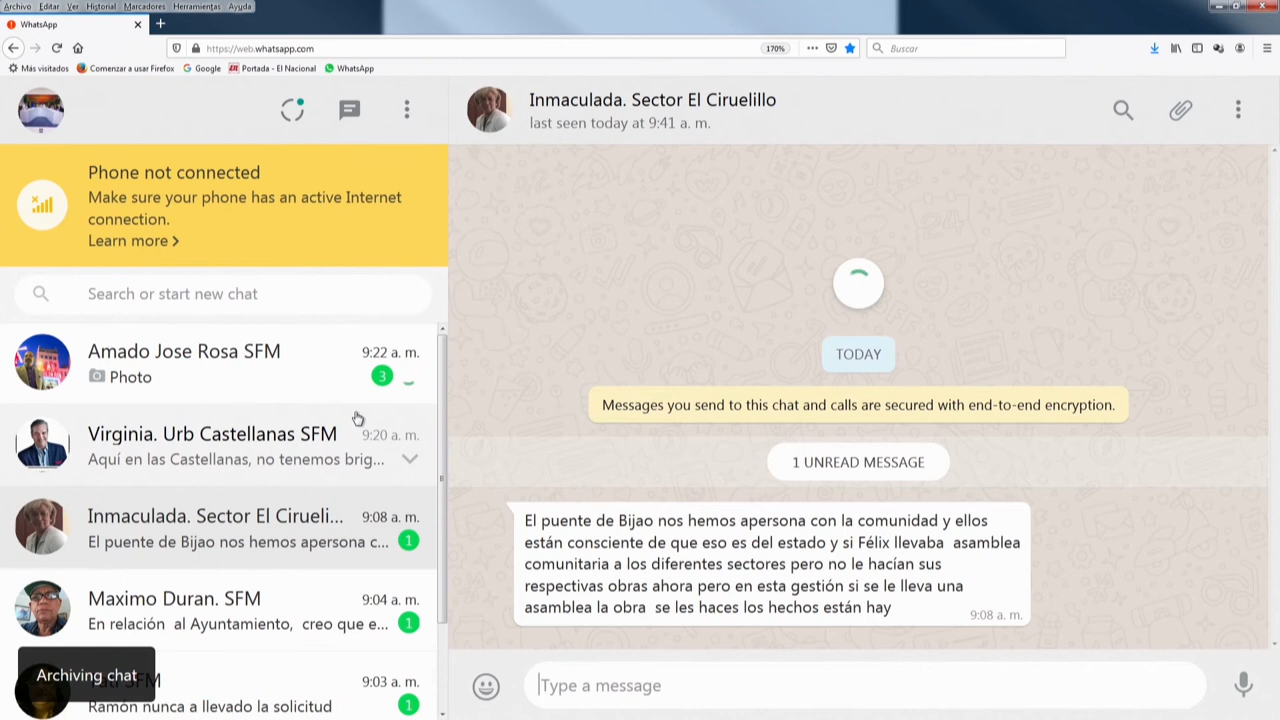 Archivo Editar Ver Historial Marcadores Herramientas Ayuda
WhatsApp
https://web.whatsapp.com
170%
Buscar
Más visitados Comenzar a usar Firefox Google Portada - El Nacional WhatsApp
Phone not connected
Make sure your phone has an active Internet
connection.
Learn more
Search or start new chat
Amado Jose Rosa SFM 9:22 a. m.
Photo 3
Virginia. Urb Castellanas SFM 9:20 a. m.
Aquí en las Castellanas, no tenemos brig...
Inmaculada. Sector El Cirueli... 9:08 a. m.
El puente de Bijao nos hemos apersona c... 1
Maximo Duran. SFM 9:04 a. m.
En relación al Ayuntamiento, creo que e... 1
SFM 9:03 a. m.
Ramón nunca a llevado la solicitud 1
Archiving chat
Inmaculada. Sector El Ciruelillo
last seen today at 9:41 a. m.
TODAY
Messages you send to this chat and calls are secured with end-to-end encryption.
1 UNREAD MESSAGE
El puente de Bijao nos hemos apersona con la comunidad y ellos
están consciente de que eso es del estado y si Félix llevaba asamblea
comunitaria a los diferentes sectores pero no le hacían sus
respectivas obras ahora pero en esta gestión si se le lleva una
asamblea la obra se les haces los hechos están hay
9:08 a. m.
Type a message